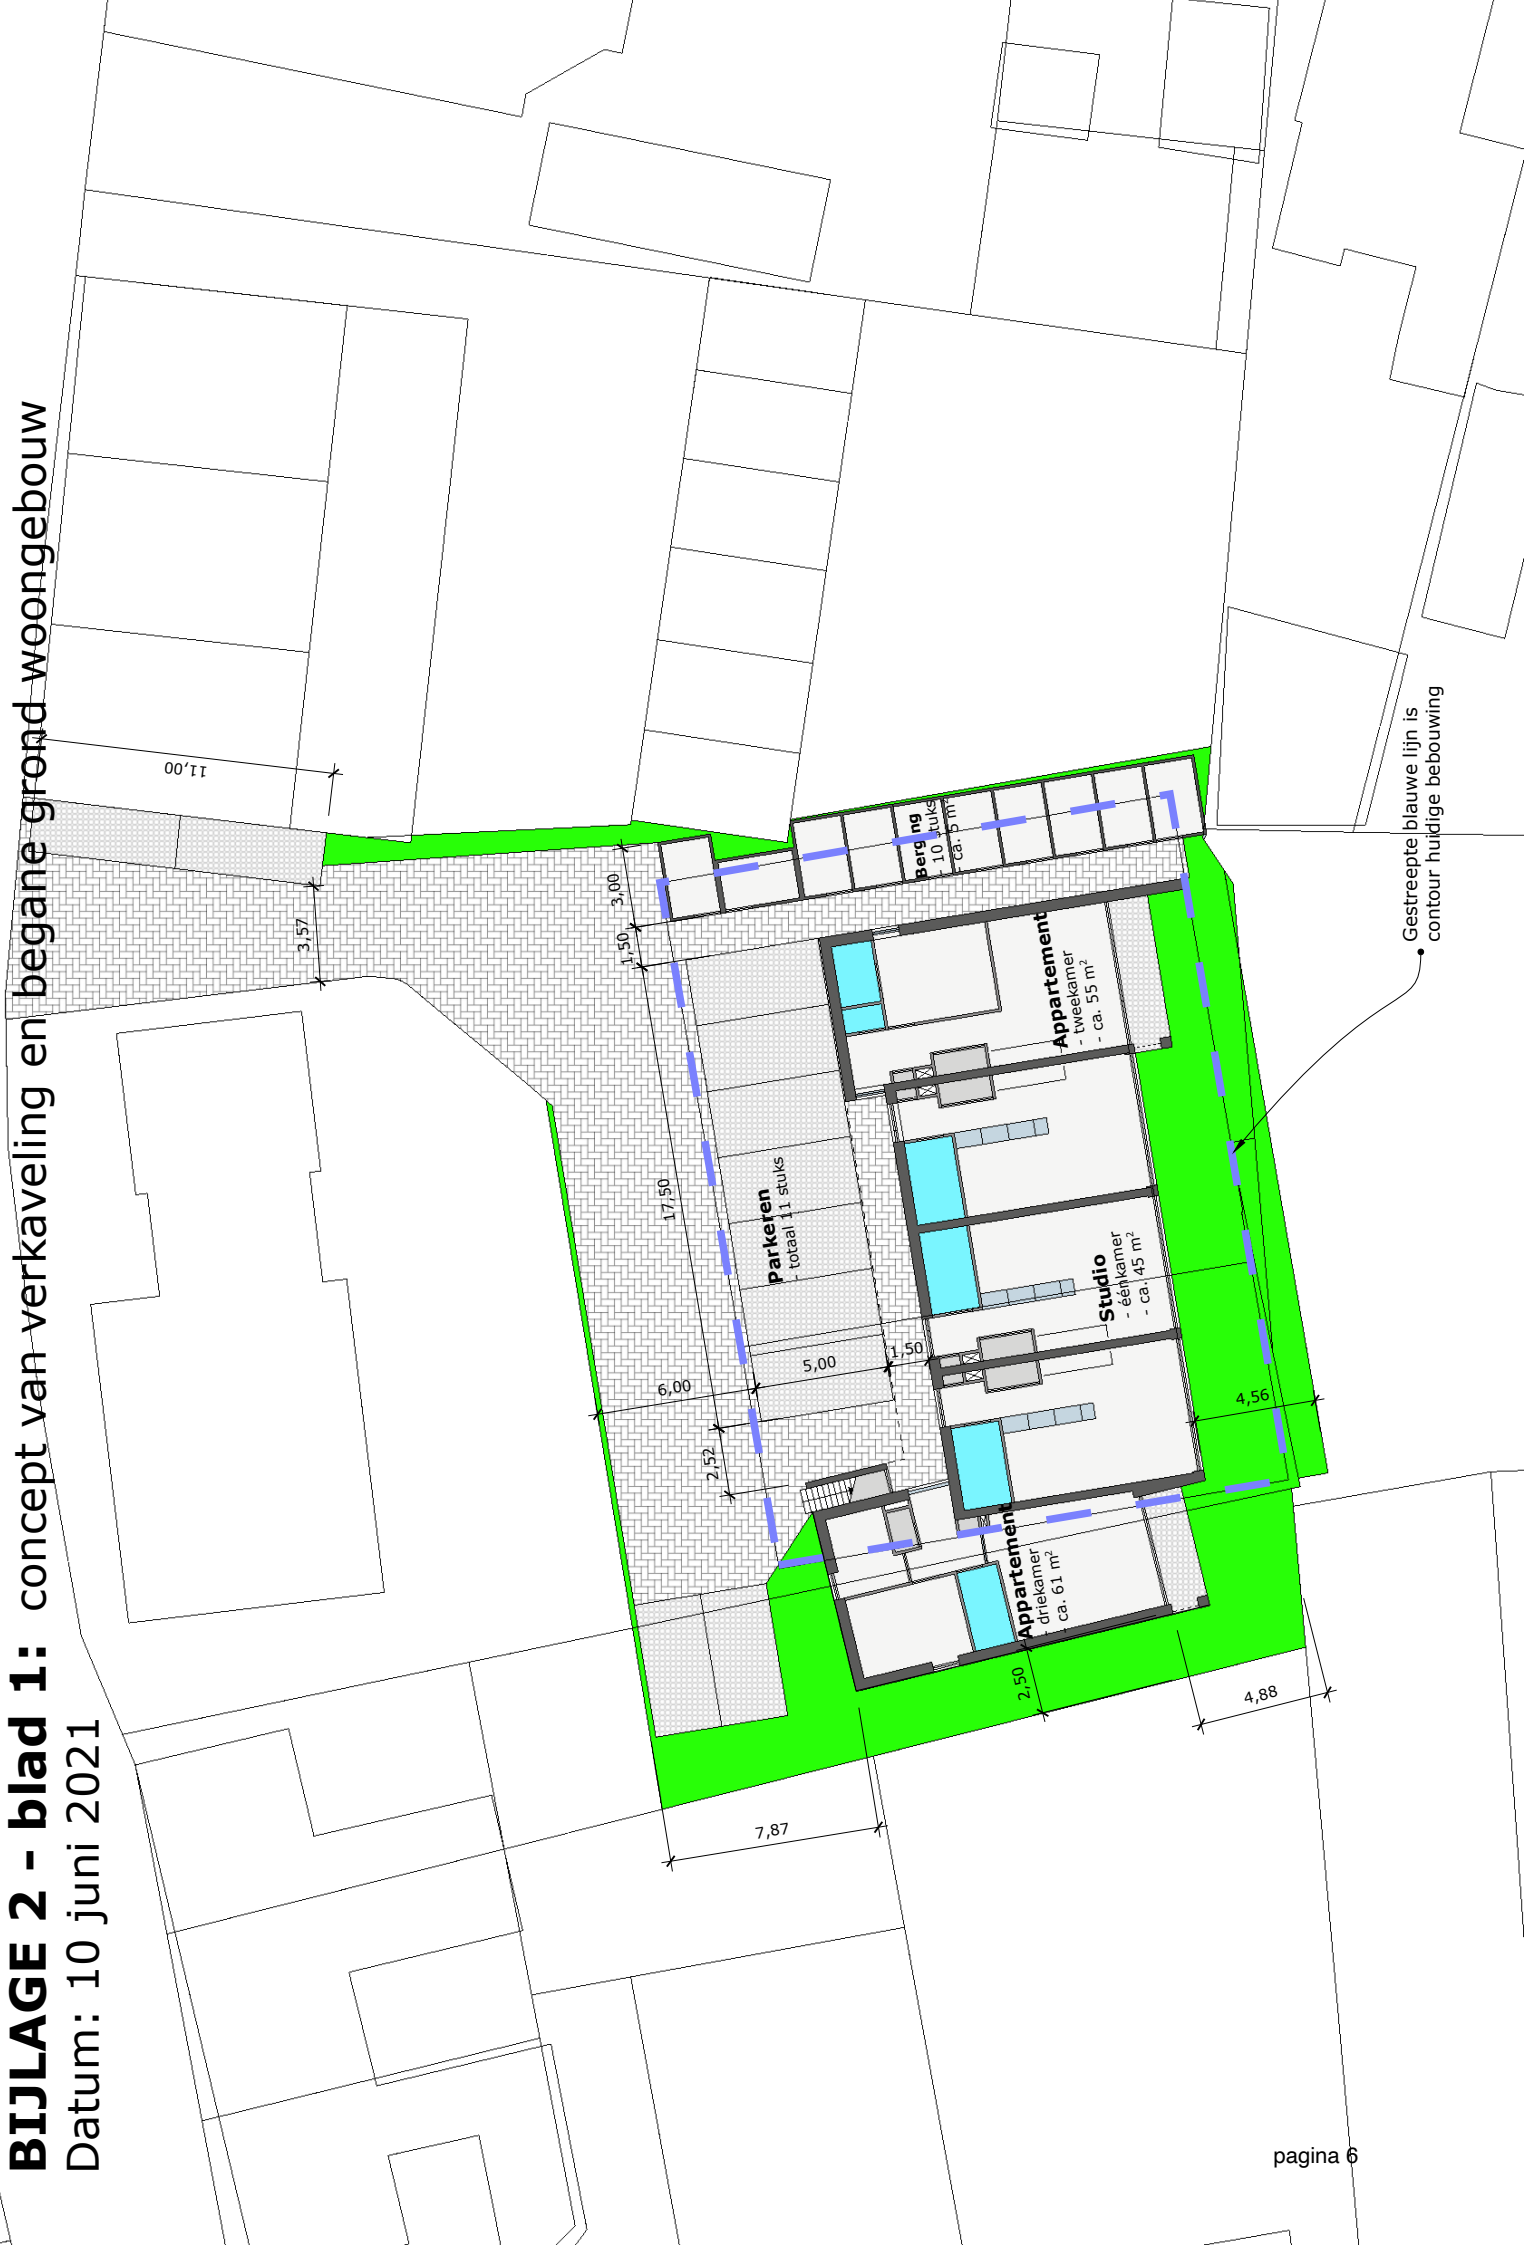 BIJLAGE 2 - blad 1: concept van verkaveling en begane grond woongebouw
Datum: 10 juni 2021
11,00
3,57
3,00
1,50
17,50
2,52
6,00
5,00
1,50
4,56
2,50
4,88
7,87
Berging
- 10 stuks
- ca. 5 m²
Parkeren
- totaal 11 stuks
Appartement
- tweekamer
- ca. 55 m²
Studio
- éénkamer
- ca. 45 m²
Appartement
- driekamer
- ca. 61 m²
Gestreepte blauwe lijn is
contour huidige bebouwing
pagina 6